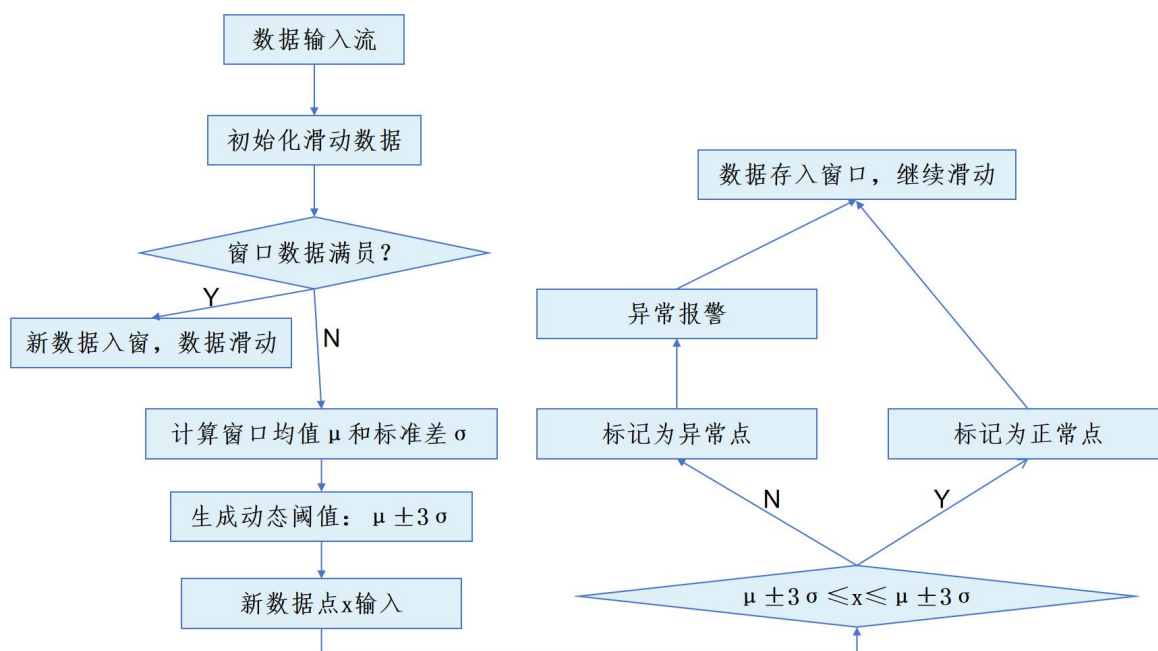 数据输入流
初始化滑动数据
窗口数据满员？
Y
新数据入窗，数据滑动
N
计算窗口均值μ和标准差σ
生成动态阈值：μ±3σ
新数据点x输入
μ±3σ≤x≤μ±3σ
N
Y
标记为异常点
标记为正常点
异常报警
数据存入窗口，继续滑动